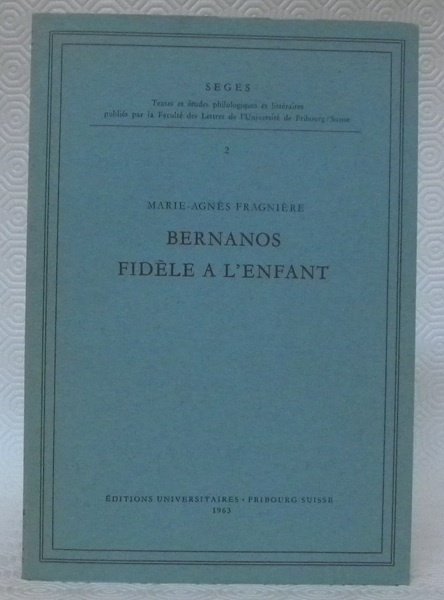 SEGES
Textes et études philologiques et littéraires
publiés par la Faculté des Lettres de l'Université de Fribourg/Suisse
2
MARIE-AGNÈS FRAGNIÈRE
BERNANOS
FIDÈLE A L'ENFANT
ÉDITIONS UNIVERSITAIRES · FRIBOURG SUISSE
1963